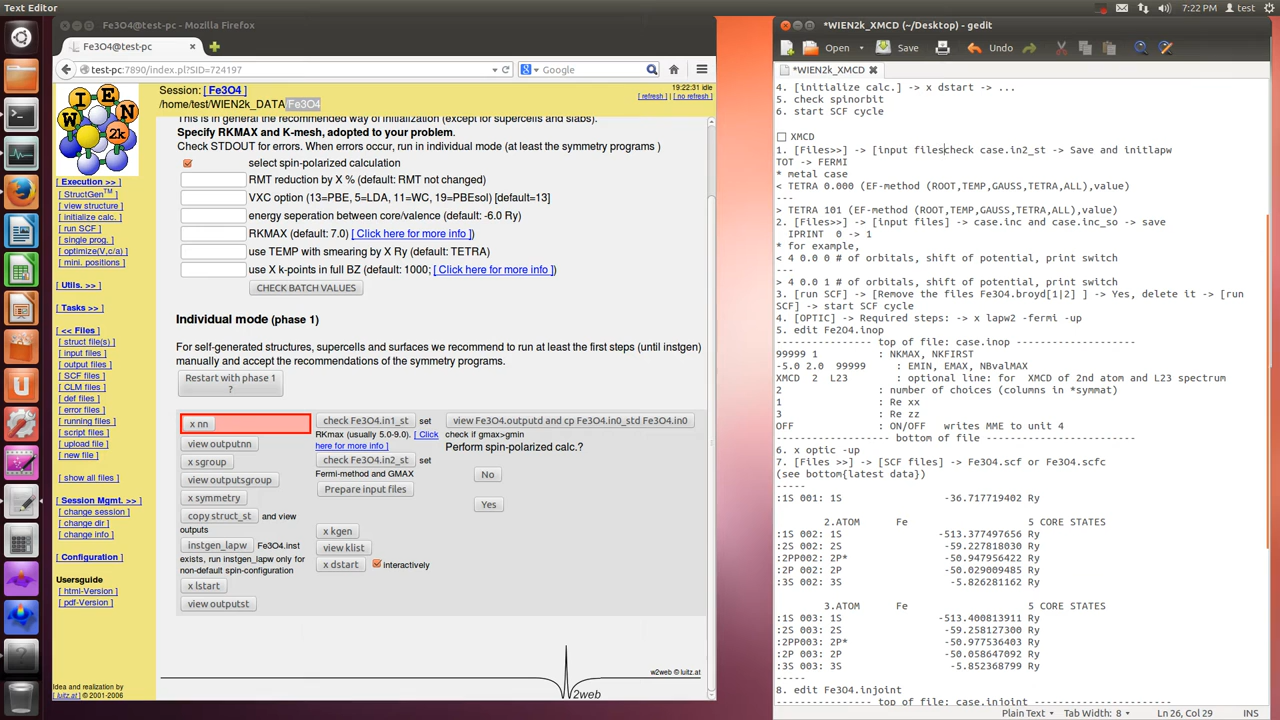 Text Editor
7:22 PM
test
Fe3O4@test-pc - Mozilla Firefox
Fe3O4@test-pc
test-pc:7890/index.pl?SID=724197
Google
W I E N 2k
Execution >>
[ StructGen™ ]
[ view structure ]
[ initialize calc. ]
[ run SCF ]
[ single prog. ]
[ optimize(V,c/a) ]
[ mini. positions ]
[ Utils. >> ]
[ Tasks >> ]
[ << Files ]
[ struct file(s) ]
[ input files ]
[ output files ]
[ SCF files ]
[ CLM files ]
[ def files ]
[ error files ]
[ running files ]
[ script files ]
[ upload file ]
[ new file ]
[ show all files ]
[ Session Mgmt. >> ]
[ change session ]
[ change dir ]
[ change info ]
[ Configuration ]
Usersguide
[ html-Version ]
[ pdf-Version ]
Idea and realization by
[ luitz.at ] © 2001-2006
Session: [ Fe3O4 ]
/home/test/WIEN2k_DATA/Fe3O4
19:22:31 idle
[ refresh ] [ no refresh ]
This is in general the recommended way of initialization (except for supercells and slabs).
Specify RKMAX and K-mesh, adopted to your problem.
Check STDOUT for errors. When errors occur, run in individual mode (at least the symmetry programs )
select spin-polarized calculation
RMT reduction by X % (default: RMT not changed)
VXC option (13=PBE, 5=LDA, 11=WC, 19=PBEsol) [default=13]
energy seperation between core/valence (default: -6.0 Ry)
RKMAX (default: 7.0) [ Click here for more info ])
use TEMP with smearing by X Ry (default: TETRA)
use X k-points in full BZ (default: 1000; [ Click here for more info ])
CHECK BATCH VALUES
Individual mode (phase 1)
For self-generated structures, supercells and surfaces we recommend to run at least the first steps (until instgen)
manually and accept the recommendations of the symmetry programs.
Restart with phase 1
?
x nn
view outputnn
x sgroup
view outputsgroup
x symmetry
copy struct_st and view
outputs
instgen_lapw Fe3O4.inst
exists, run instgen_lapw only for
non-default spin-configuration
x lstart
view outputst
check Fe3O4.in1_st set
RKmax (usually 5.0-9.0). [ Click
here for more info ])
check Fe3O4.in2_st set
Fermi-method and GMAX
Prepare input files
x kgen
view klist
x dstart interactively
view Fe3O4.outputd and cp Fe3O4.in0_std Fe3O4.in0
check if gmax>gmin
Perform spin-polarized calc.?
No
Yes
w2web © luitz.at
w2web
*WIEN2k_XMCD (~/Desktop) - gedit
Open Save Undo
*WIEN2k_XMCD
4. [initialize calc.] -> x dstart -> ...
5. check spinorbit
6. start SCF cycle
□ XMCD
1. [Files>>] -> [input filescheck case.in2_st -> Save and initlapw
TOT -> FERMI
* metal case
< TETRA 0.000 (EF-method (ROOT,TEMP,GAUSS,TETRA,ALL),value)
---
> TETRA 101 (EF-method (ROOT,TEMP,GAUSS,TETRA,ALL),value)
2. [Files>>] -> [input files] -> case.inc and case.inc_so -> save
IPRINT 0 -> 1
* for example,
< 4 0.0 0 # of orbitals, shift of potential, print switch
---
> 4 0.0 1 # of orbitals, shift of potential, print switch
3. [run SCF] -> [Remove the files Fe3O4.broyd[1|2] ] -> Yes, delete it -> [run
SCF] -> start SCF cycle
4. [OPTIC] -> Required steps: -> x lapw2 -fermi -up
5. edit Fe2O4.inop
--------------- top of file: case.inop --------------------
99999 1 : NKMAX, NKFIRST
-5.0 2.0 99999 : EMIN, EMAX, NBvalMAX
XMCD 2 L23 : optional line: for XMCD of 2nd atom and L23 spectrum
2 : number of choices (columns in *symmat)
1 : Re xx
3 : Re zz
OFF : ON/OFF writes MME to unit 4
-------------------- bottom of file ------------------------
6. x optic -up
7. [Files >>] -> [SCF files] -> Fe3O4.scf or Fe3O4.scfc
(see bottom{latest data})
-----
:1S 001: 1S -36.717719402 Ry
2.ATOM Fe 5 CORE STATES
:1S 002: 1S -513.377497656 Ry
:2S 002: 2S -59.227818030 Ry
:2PP002: 2P* -50.947956422 Ry
:2P 002: 2P -50.029102041 Ry
:3S 002: 3S -5.826281162 Ry
3.ATOM Fe 5 CORE STATES
:1S 003: 1S -513.400813911 Ry
:2S 003: 2S -59.258127300 Ry
:2PP003: 2P* -50.977536403 Ry
:2P 003: 2P -50.058647092 Ry
:3S 003: 3S -5.852368799 Ry
-----
8. edit Fe3O4.injoint
--------------- top of file: case.injoint --------------------
Plain Text Tab Width: 8 Ln 26, Col 29 INS